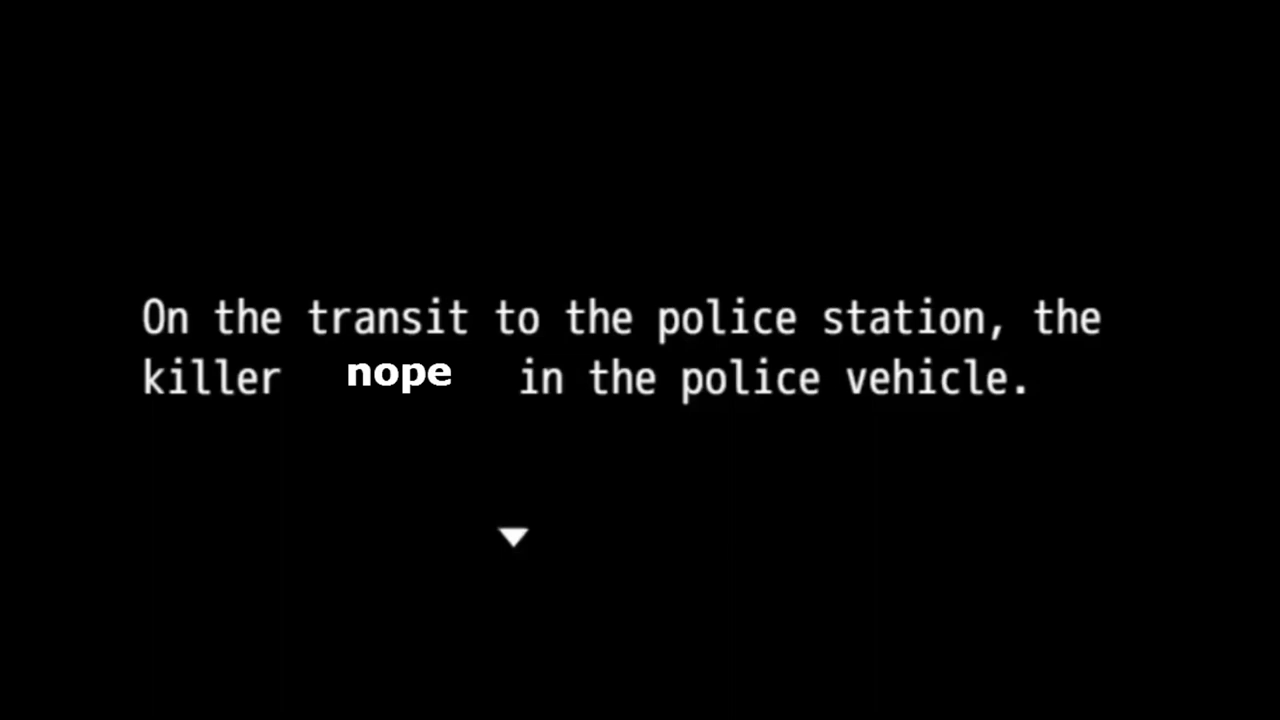 On the transit to the police station, the
killer nope in the police vehicle.